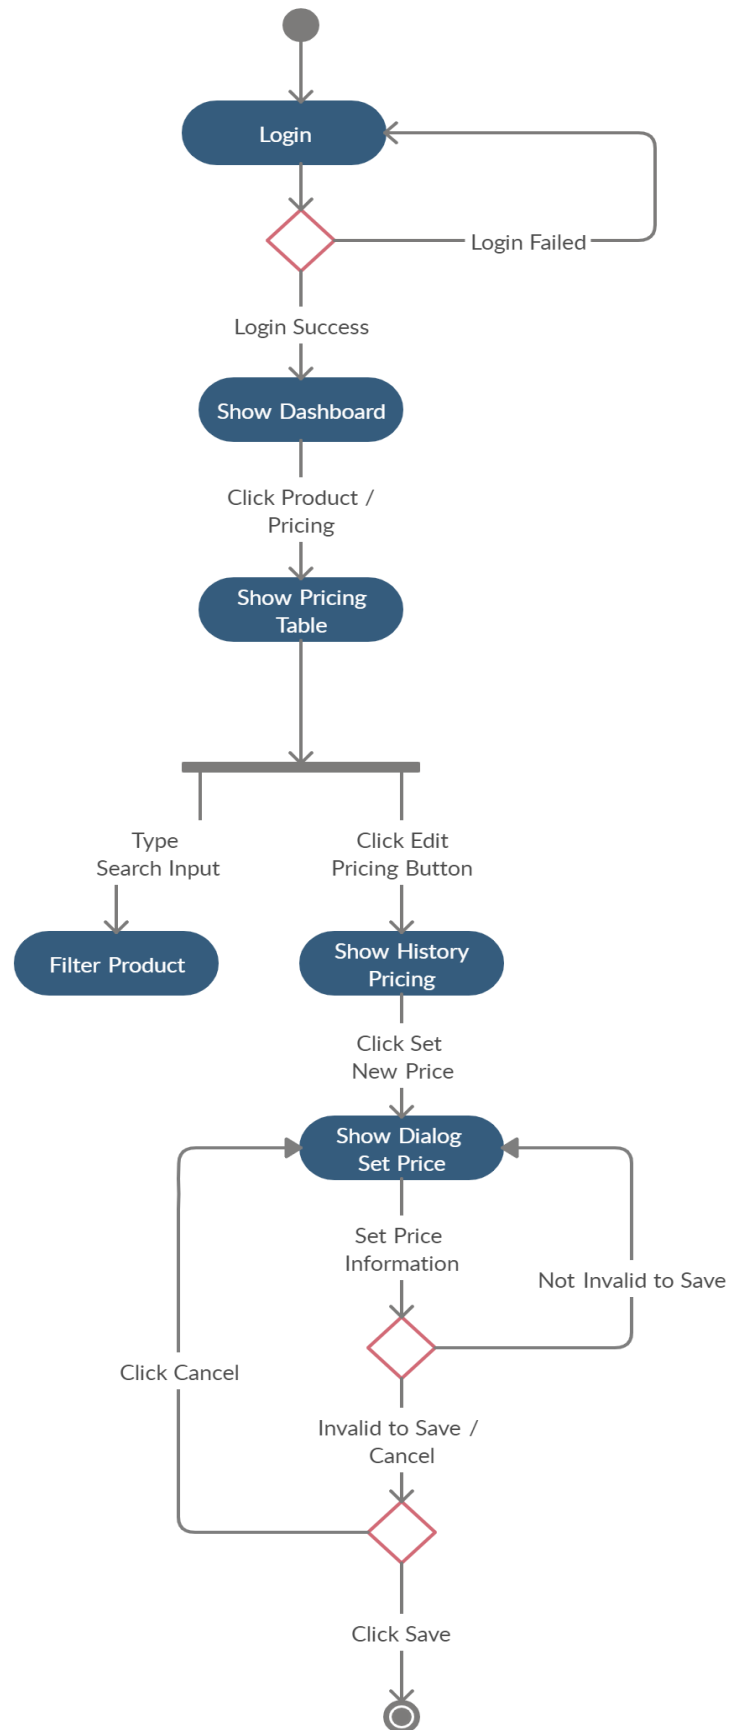 Login
Login Failed
Login Success
Show Dashboard
Click Product /
Pricing
Show Pricing
Table
Type
Search Input
Click Edit
Pricing Button
Filter Product
Show History
Pricing
Click Set
New Price
Show Dialog
Set Price
Set Price
Information
Not Invalid to Save
Click Cancel
Invalid to Save /
Cancel
Click Save